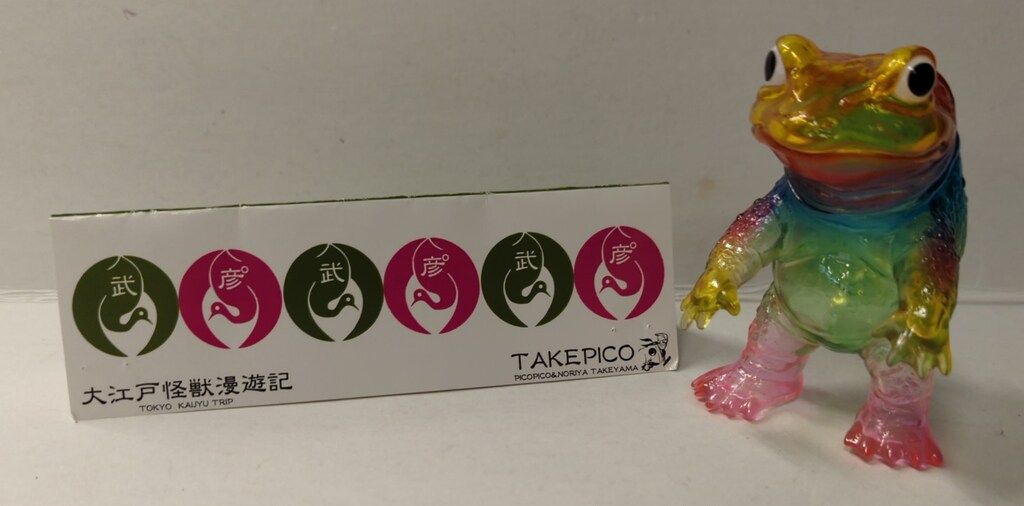 武 彦゜ 武 彦゜ 武 彦゜
大江戸怪獣漫遊記
TOKYO KAIJYU TRIP
TAKEPICO
PICOPICO&NORIYA TAKEYAMA